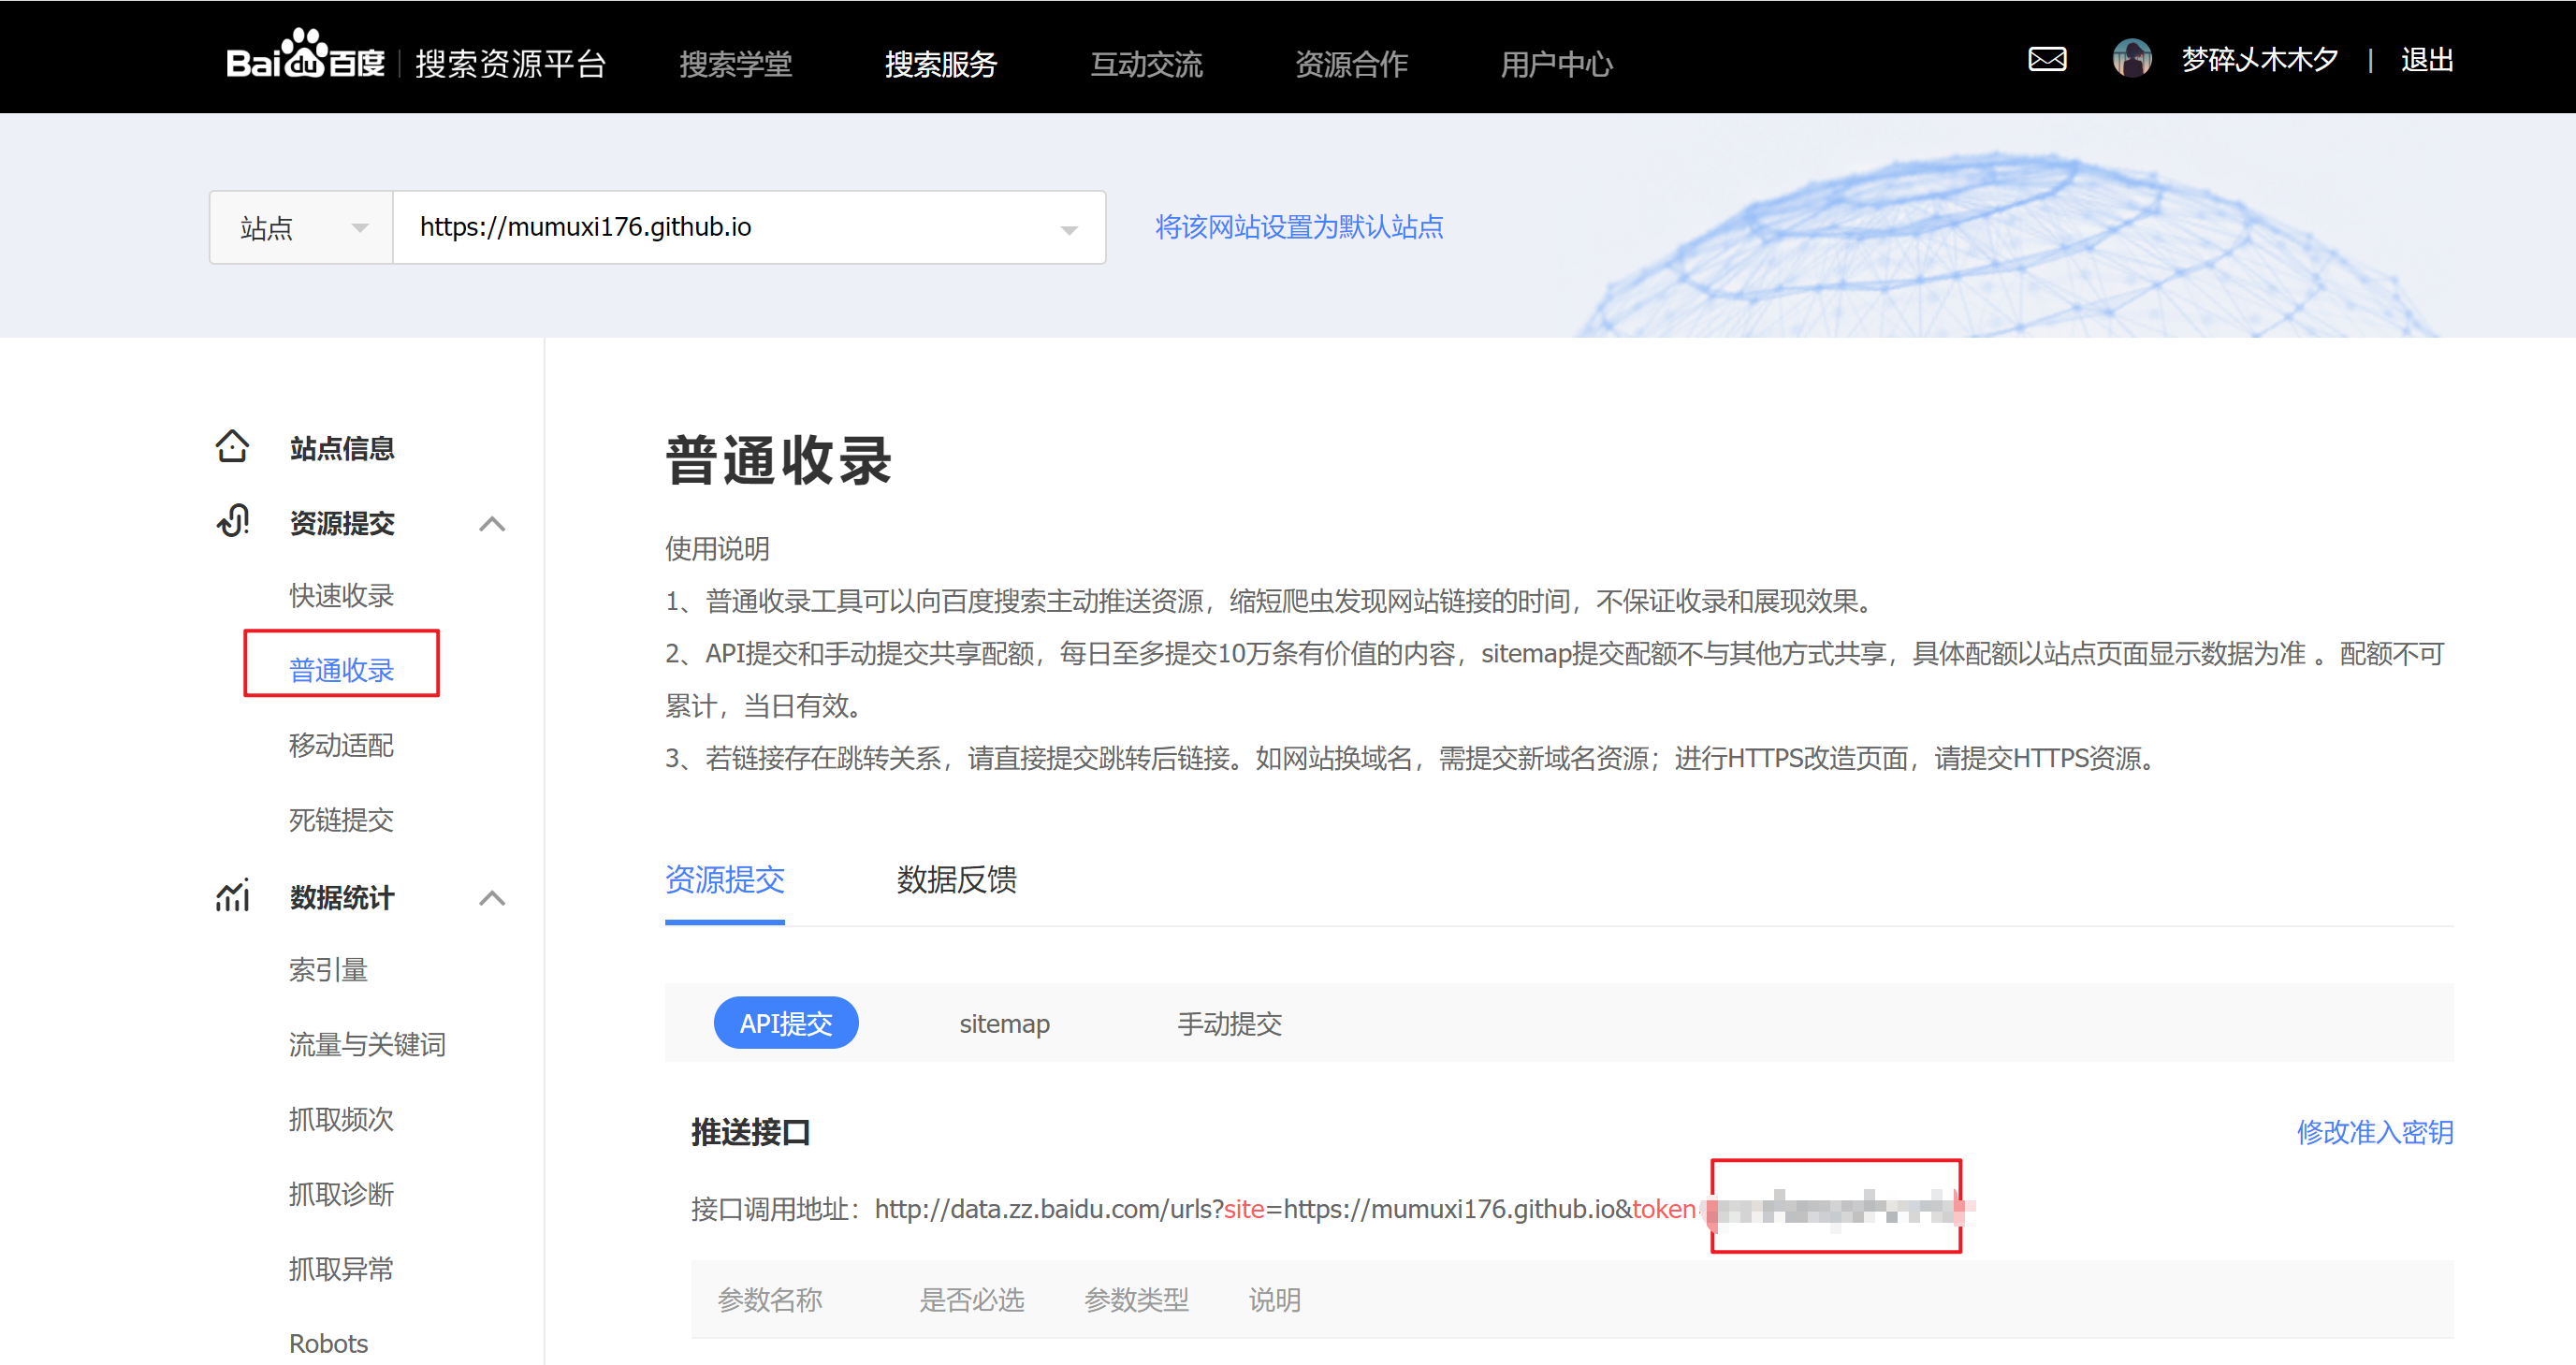 Bai du 百度 | 搜索资源平台 搜索学堂 搜索服务 互动交流 资源合作 用户中心 梦碎乄木木夕 | 退出
站点 https://mumuxi176.github.io 将该网站设置为默认站点
站点信息
资源提交
快速收录
普通收录
移动适配
死链提交
数据统计
索引量
流量与关键词
抓取频次
抓取诊断
抓取异常
Robots
普通收录
使用说明
1、普通收录工具可以向百度搜索主动推送资源，缩短爬虫发现网站链接的时间，不保证收录和展现效果。
2、API提交和手动提交共享配额，每日至多提交10万条有价值的内容，sitemap提交配额不与其他方式共享，具体配额以站点页面显示数据为准 。配额不可
累计，当日有效。
3、若链接存在跳转关系，请直接提交跳转后链接。如网站换域名，需提交新域名资源；进行HTTPS改造页面，请提交HTTPS资源。
资源提交 数据反馈
API提交 sitemap 手动提交
推送接口 修改准入密钥
接口调用地址：http://data.zz.baidu.com/urls?site=https://mumuxi176.github.io&token
参数名称 是否必选 参数类型 说明